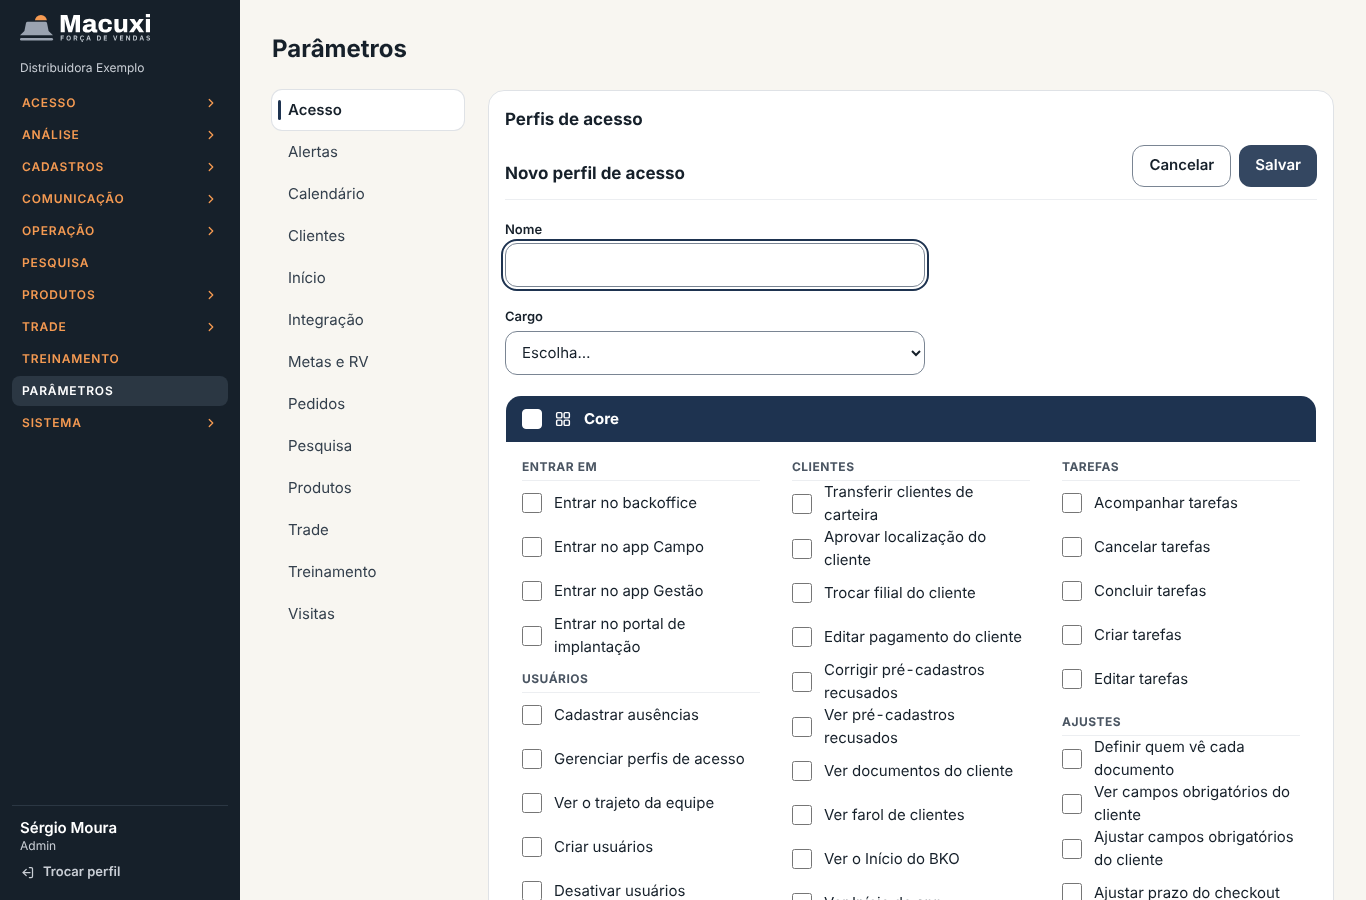 Macuxi
FORÇA DE VENDAS
Distribuidora Exemplo
ACESSO
ANÁLISE
CADASTROS
COMUNICAÇÃO
OPERAÇÃO
PESQUISA
PRODUTOS
TRADE
TREINAMENTO
PARÂMETROS
SISTEMA
Sérgio Moura
Admin
Trocar perfil
Parâmetros
Acesso
Alertas
Calendário
Clientes
Início
Integração
Metas e RV
Pedidos
Pesquisa
Produtos
Trade
Treinamento
Visitas
Perfis de acesso
Novo perfil de acesso
Cancelar
Salvar
Nome
Cargo
Escolha...
Core
ENTRAR EM
Entrar no backoffice
Entrar no app Campo
Entrar no app Gestão
Entrar no portal de
implantação
USUÁRIOS
Cadastrar ausências
Gerenciar perfis de acesso
Ver o trajeto da equipe
Criar usuários
Desativar usuários
CLIENTES
Transferir clientes de
carteira
Aprovar localização do
cliente
Trocar filial do cliente
Editar pagamento do cliente
Corrigir pré-cadastros
recusados
Ver pré-cadastros
recusados
Ver documentos do cliente
Ver farol de clientes
Ver o Início do BKO
TAREFAS
Acompanhar tarefas
Cancelar tarefas
Concluir tarefas
Criar tarefas
Editar tarefas
AJUSTES
Definir quem vê cada
documento
Ver campos obrigatórios do
cliente
Ajustar campos obrigatórios
do cliente
Ajustar prazo do checkout